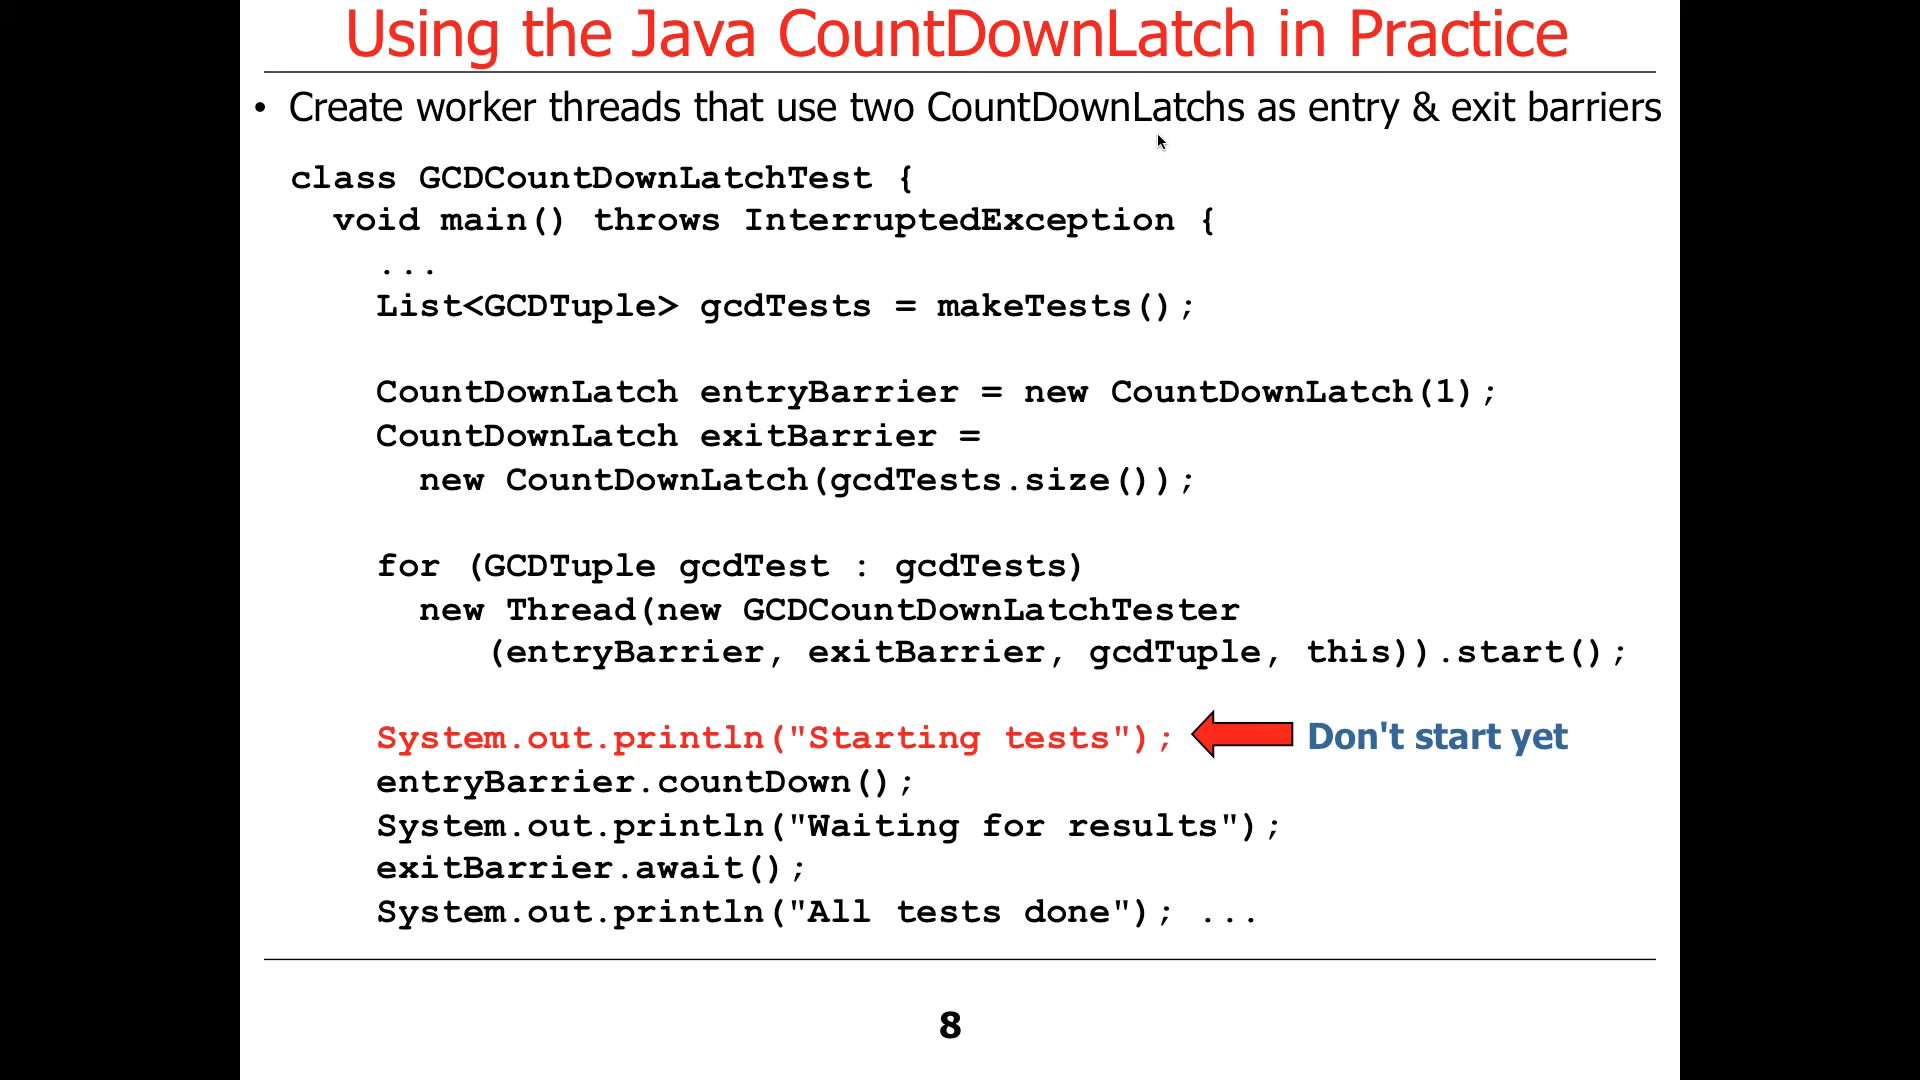 Using the Java CountDownLatch in Practice
• Create worker threads that use two CountDownLatchs as entry & exit barriers
class GCDCountDownLatchTest {
void main() throws InterruptedException {
...
List<GCDTuple> gcdTests = makeTests();
CountDownLatch entryBarrier = new CountDownLatch(1);
CountDownLatch exitBarrier =
new CountDownLatch(gcdTests.size());
for (GCDTuple gcdTest : gcdTests)
new Thread(new GCDCountDownLatchTester
(entryBarrier, exitBarrier, gcdTuple, this)).start();
System.out.println("Starting tests"); Don't start yet
entryBarrier.countDown();
System.out.println("Waiting for results");
exitBarrier.await();
System.out.println("All tests done"); ...
8